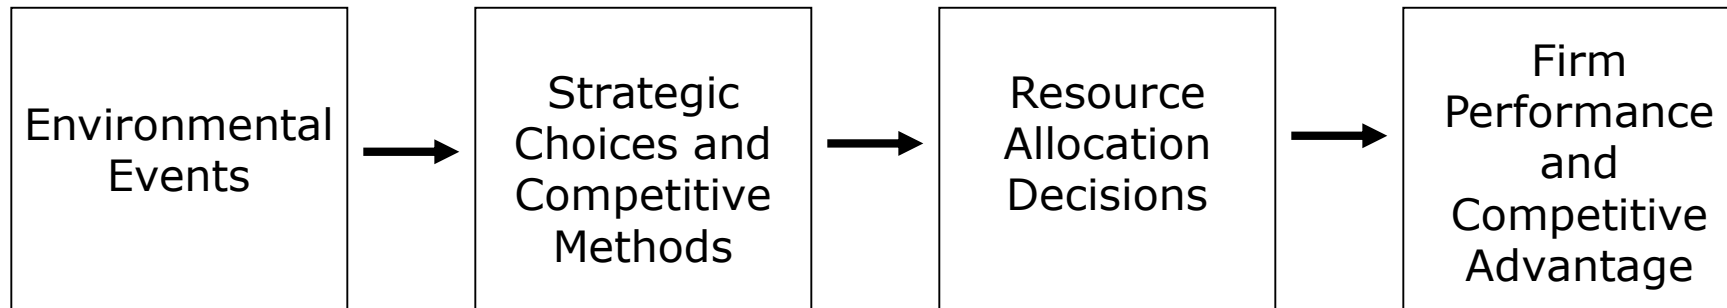 Environmental
Events
Strategic
Choices and
Competitive
Methods
Resource
Allocation
Decisions
Firm
Performance
and
Competitive
Advantage